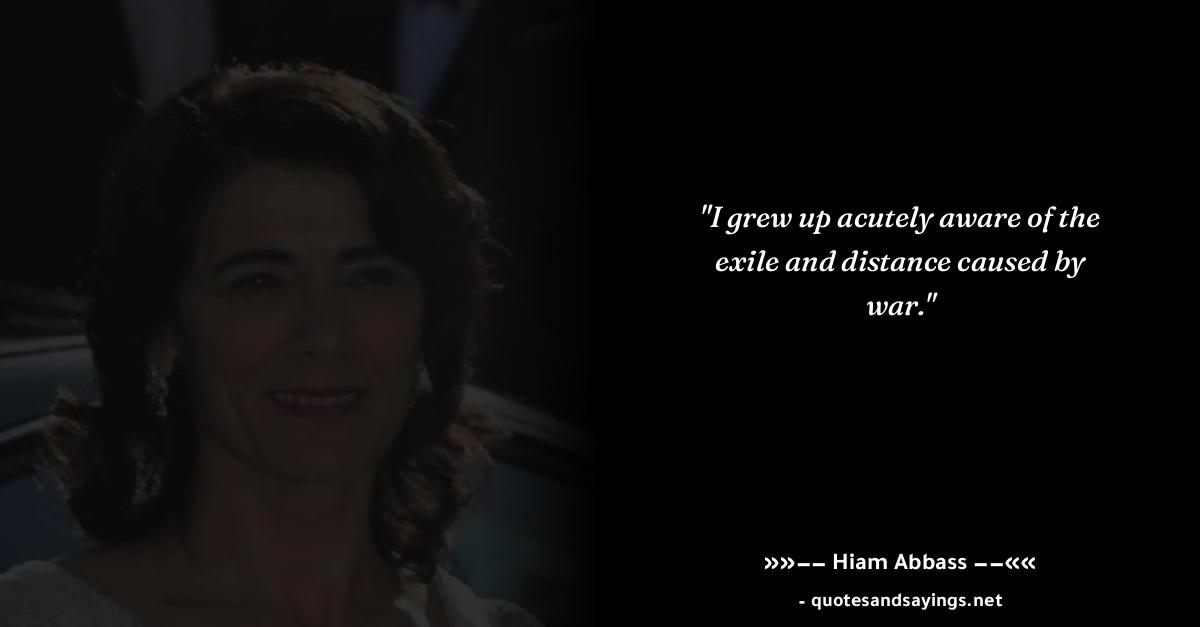 "I grew up acutely aware of the
exile and distance caused by
war."
»»−− Hiam Abbass −−««
- quotesandsayings.net